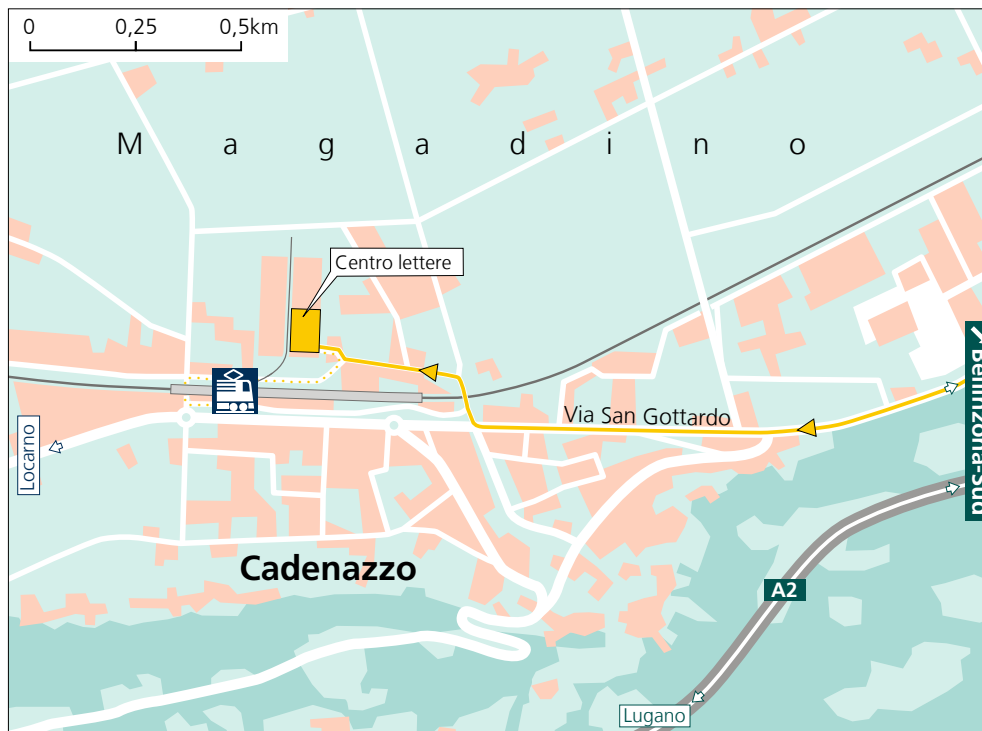 0 0,25 0,5km
M a g a d i n o
Centro lettere
Via San Gottardo
Bellinzona-Sud
Locarno
Cadenazzo
A2
Lugano